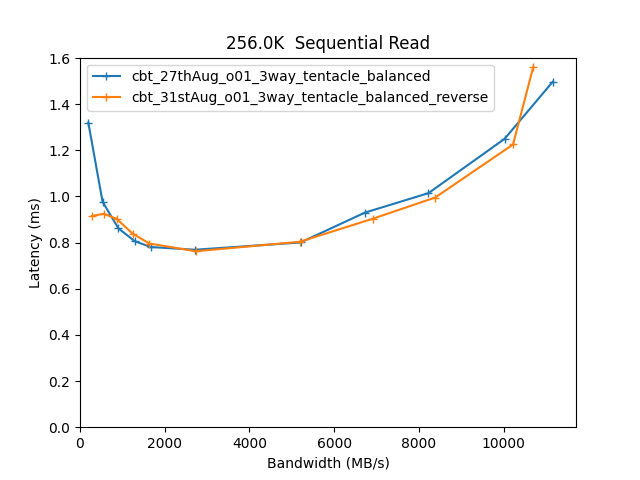 256.0K  Sequential Read
cbt_27thAug_o01_3way_tentacle_balanced
cbt_31stAug_o01_3way_tentacle_balanced_reverse
1.6
1.4
1.2
1.0
0.8
0.6
0.4
0.2
0.0
Latency (ms)
0 2000 4000 6000 8000 10000
Bandwidth (MB/s)